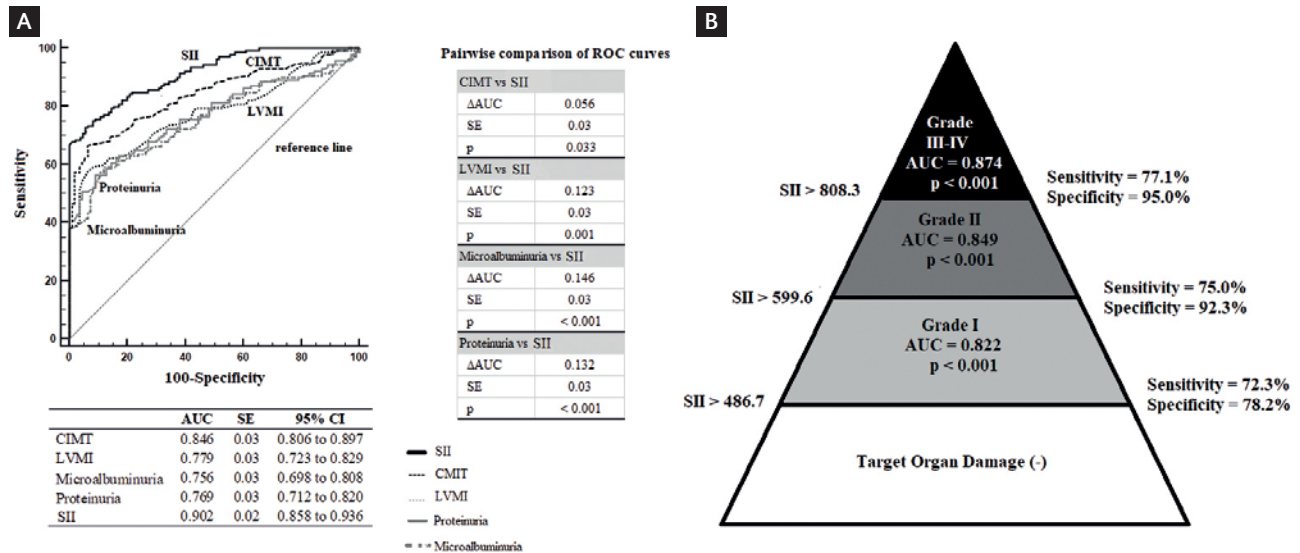 A
100
80
60
40
20
0
Sensitivity
SII
CIMT
LVMI
reference line
Proteinuria
Microalbuminuria
0 20 40 60 80 100
100-Specificity
AUC SE 95% CI
CIMT 0.846 0.03 0.806 to 0.897
LVMI 0.779 0.03 0.723 to 0.829
Microalbuminuria 0.756 0.03 0.698 to 0.808
Proteinuria 0.769 0.03 0.712 to 0.820
SII 0.902 0.02 0.858 to 0.936
Pairwise comparison of ROC curves
CIMT vs SII
ΔAUC 0.056
SE 0.03
p 0.033
LVMI vs SII
ΔAUC 0.123
SE 0.03
p 0.001
Microalbuminuria vs SII
ΔAUC 0.146
SE 0.03
p < 0.001
Proteinuria vs SII
ΔAUC 0.132
SE 0.03
p < 0.001
SII
CMIT
LVMI
Proteinuria
Microalbuminuria
B
Grade
III-IV
AUC = 0.874
p < 0.001
SII > 808.3
Sensitivity = 77.1%
Specificity = 95.0%
Grade II
AUC = 0.849
p < 0.001
SII > 599.6
Sensitivity = 75.0%
Specificity = 92.3%
Grade I
AUC = 0.822
p < 0.001
SII > 486.7
Sensitivity = 72.3%
Specificity = 78.2%
Target Organ Damage (-)